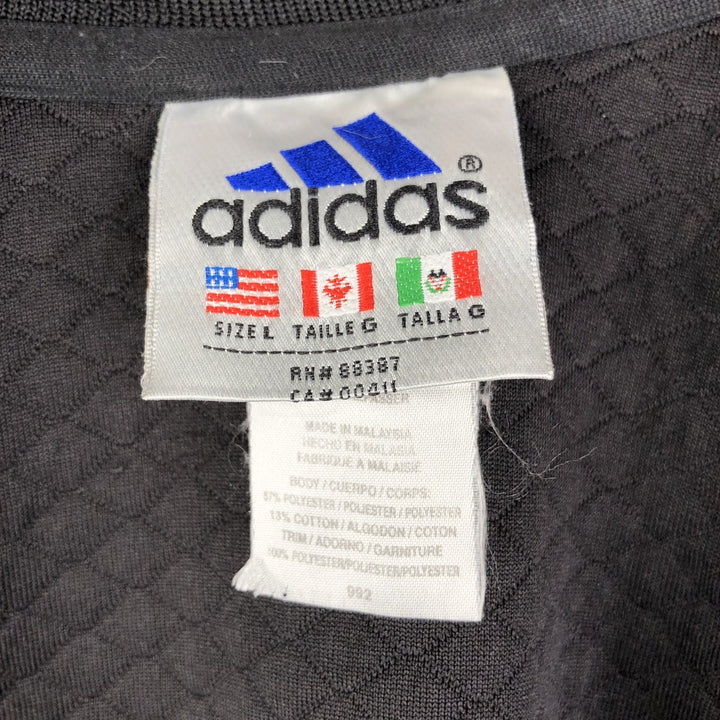 adidas ®
SIZE L TAILLE G TALLA G
RN# 88387
CA# 00411
MADE IN MALAYSIA
HECHO EN MALASIA
FABRIQUE A MALAISIE
BODY / CUERPO / CORPS:
87% POLYESTER / POLIESTER / POLYESTER
13% COTTON / ALGODON / COTON
TRIM / ADORNO / GARNITURE
100% POLYESTER/POLIESTER/POLYESTER
992